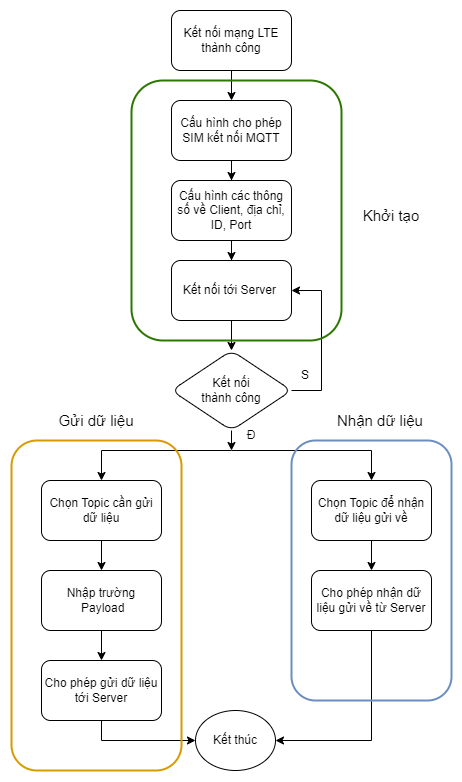 Kết nối mạng LTE
thành công
Cấu hình cho phép
SIM kết nối MQTT
Cấu hình các thông
số về Client, địa chỉ,
ID, Port
Khởi tạo
Kết nối tới Server
S
Kết nối
thành công
Gửi dữ liệu
Đ
Nhận dữ liệu
Chọn Topic cần gửi
dữ liệu
Nhập trường
Payload
Cho phép gửi dữ liệu
tới Server
Chọn Topic để nhận
dữ liệu gửi về
Cho phép nhận dữ
liệu gửi về từ Server
Kết thúc